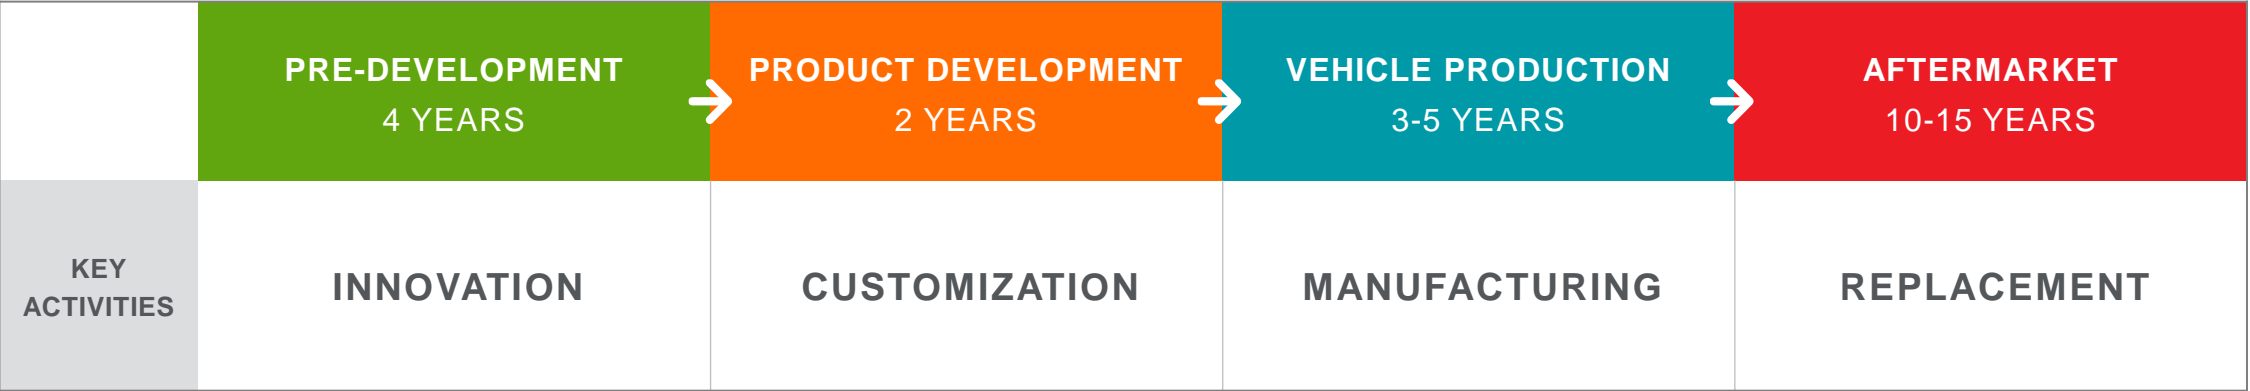 PRE-DEVELOPMENT
4 YEARS
PRODUCT DEVELOPMENT
2 YEARS
VEHICLE PRODUCTION
3-5 YEARS
AFTERMARKET
10-15 YEARS
KEY
ACTIVITIES
INNOVATION
CUSTOMIZATION
MANUFACTURING
REPLACEMENT